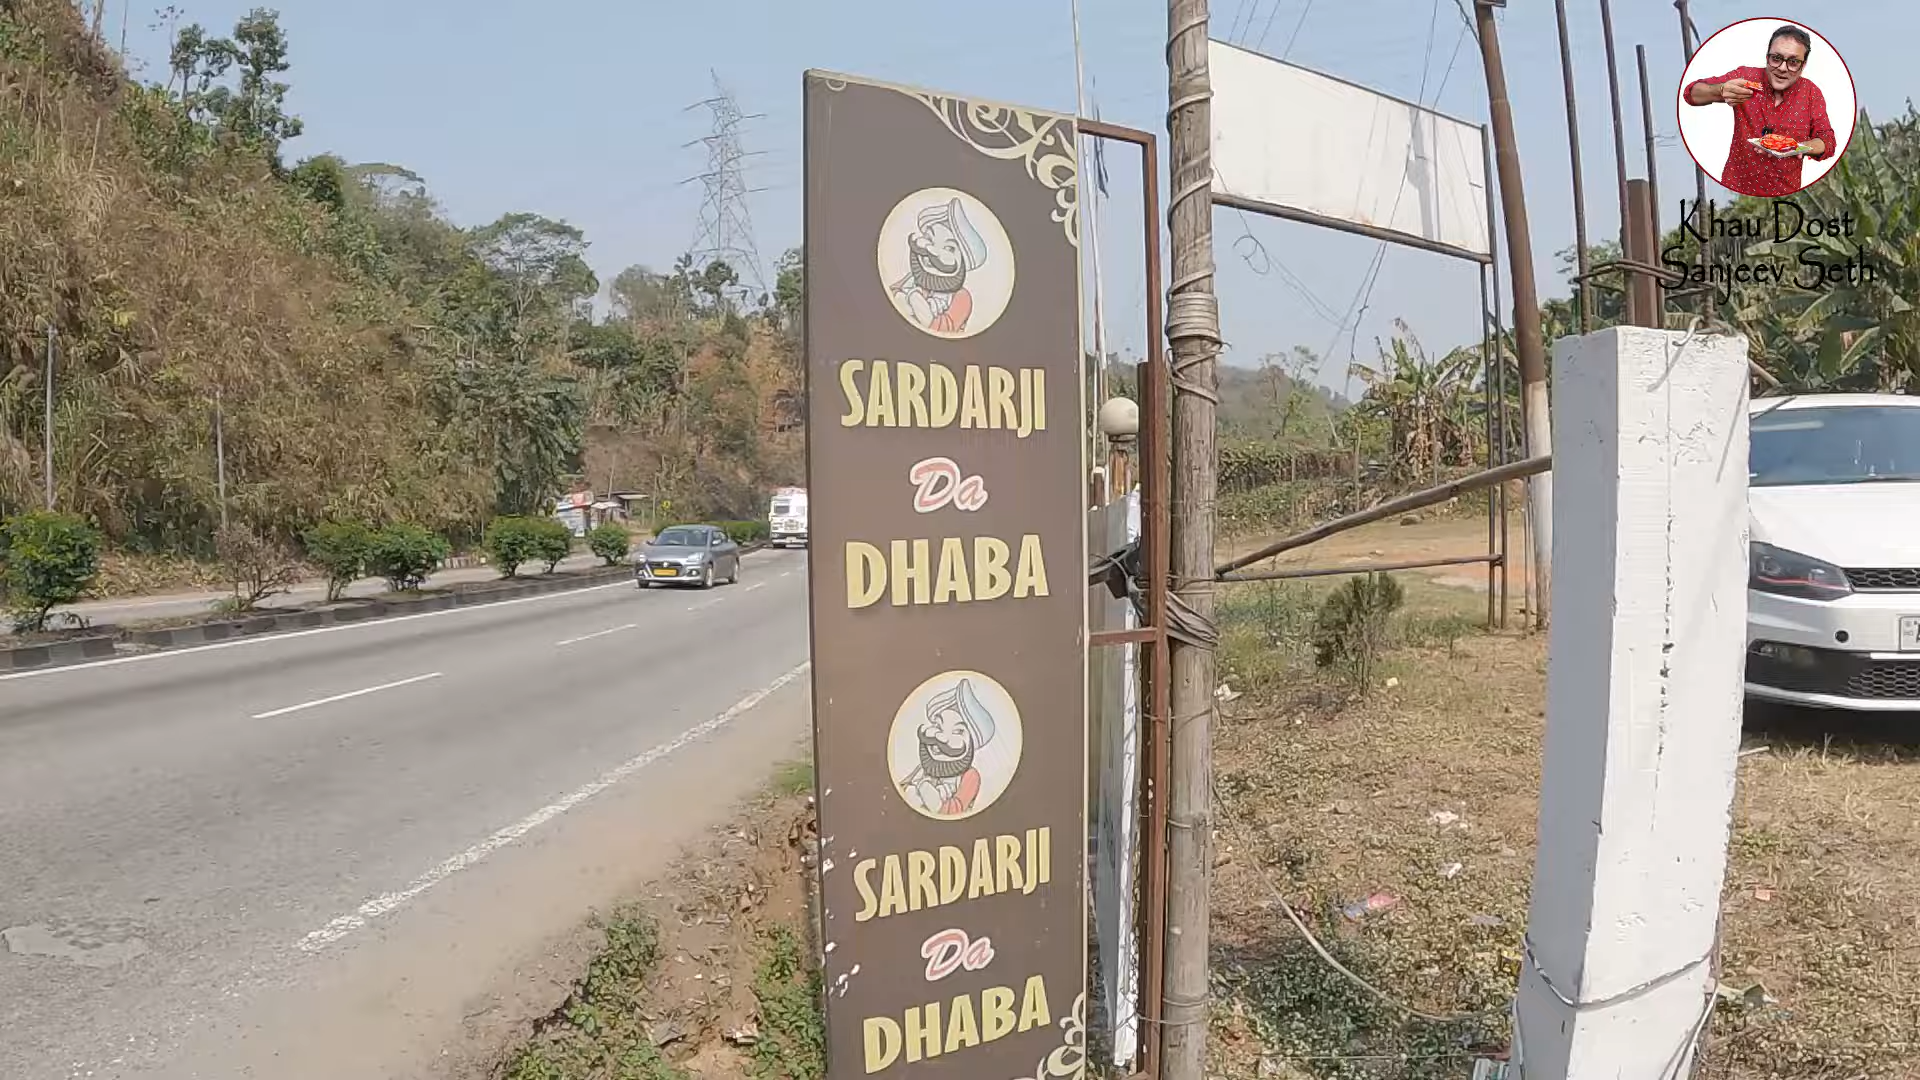 SARDARJI
Da
DHABA
SARDARJI
Da
DHABA
Khau Dost
Sanjeev Seth